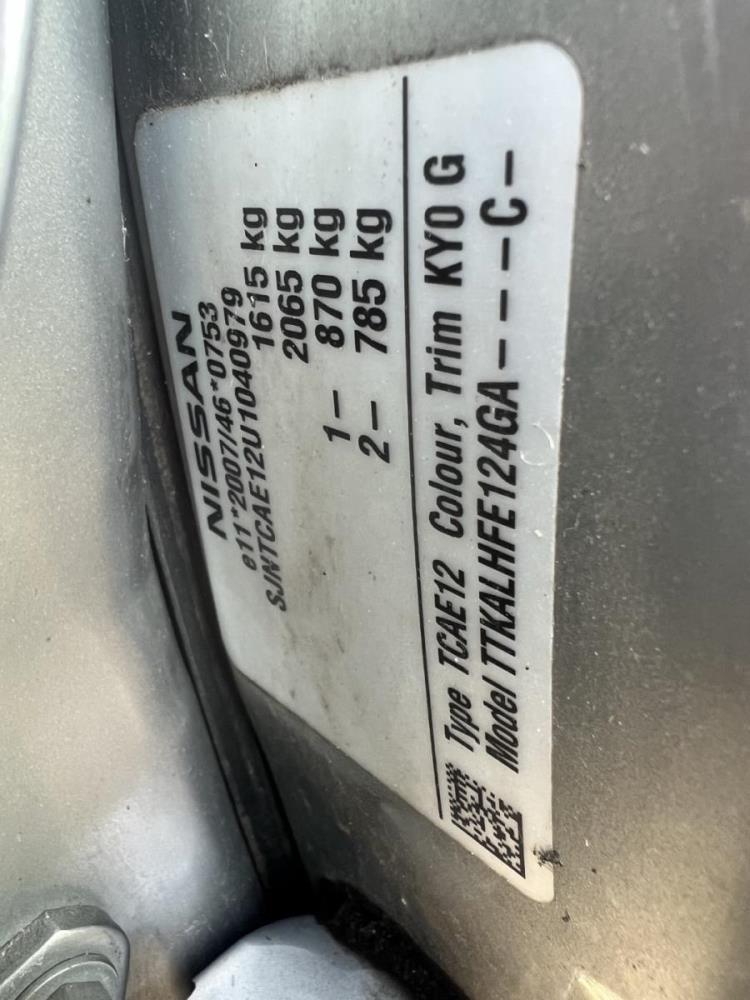 NISSAN
e11*2007/46*0753
SJNTCAE12U1040979
1615 kg
2065 kg
1– 870 kg
2– 785 kg
Type TCAE12 Colour, Trim KY0 G
Model TTKALHFE124GA----C-